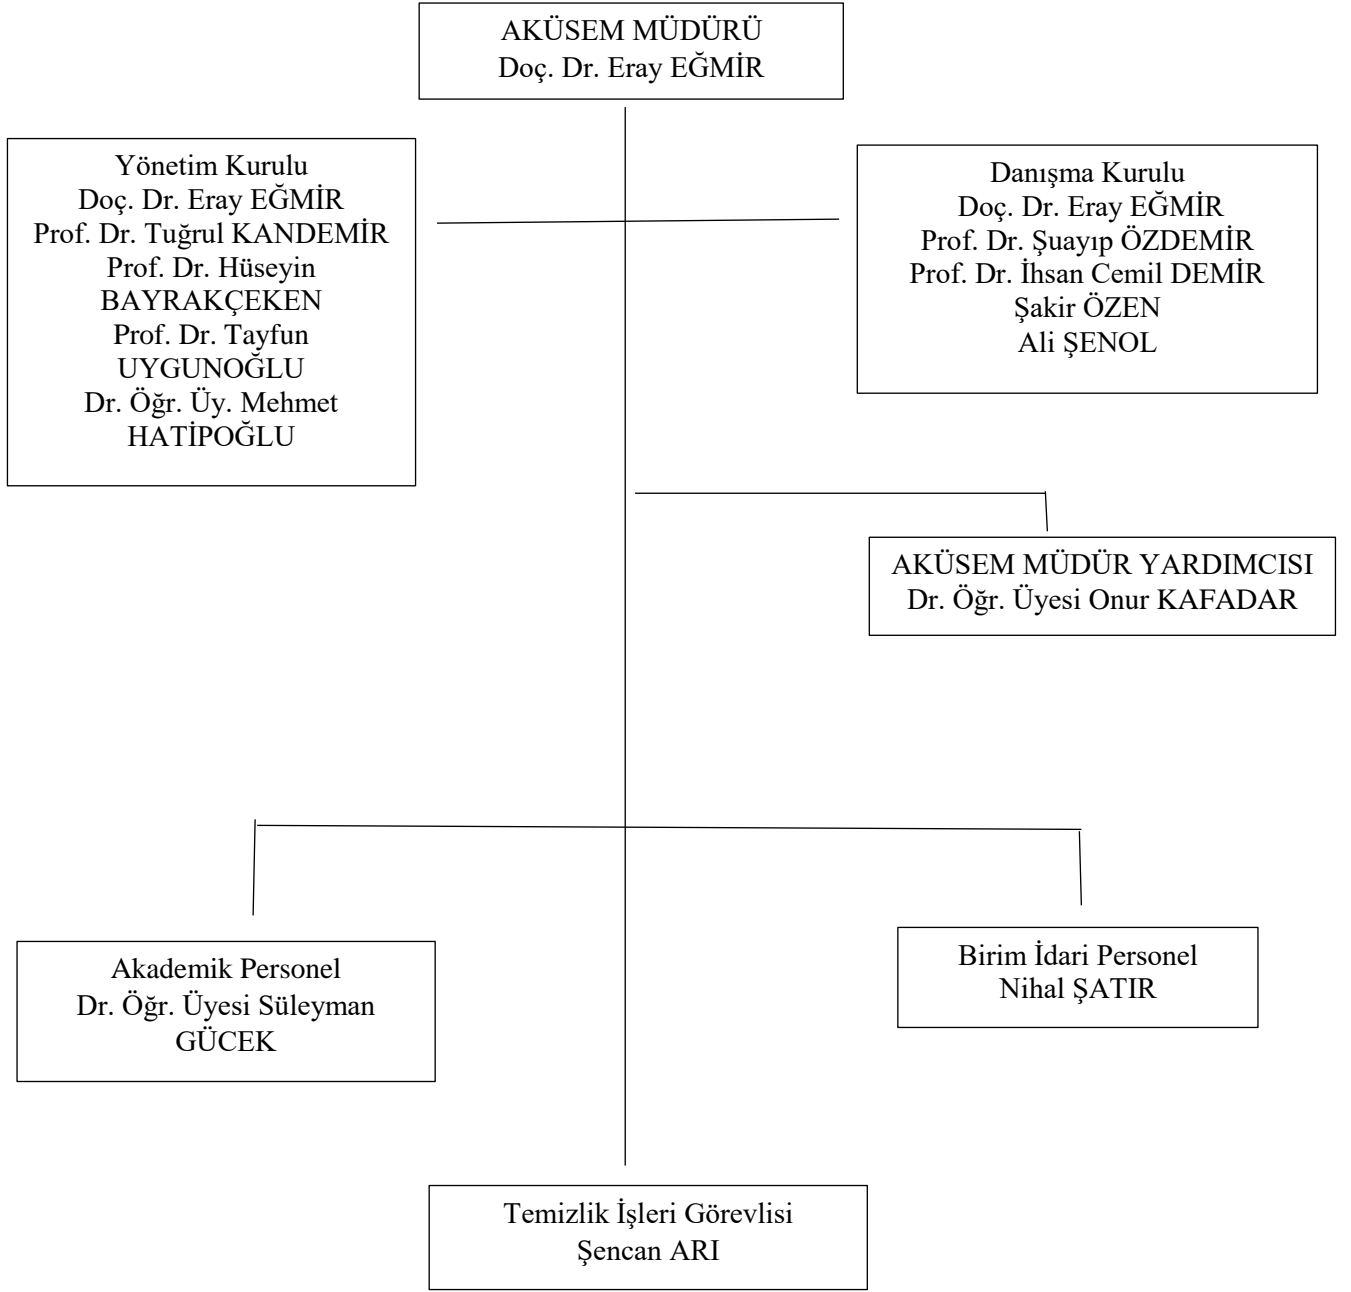 AKÜSEM MÜDÜRÜ
Doç. Dr. Eray EĞMİR
Yönetim Kurulu
Doç. Dr. Eray EĞMİR
Prof. Dr. Tuğrul KANDEMİR
Prof. Dr. Hüseyin
BAYRAKÇEKEN
Prof. Dr. Tayfun
UYGUNOĞLU
Dr. Öğr. Üy. Mehmet
HATİPOĞLU
Danışma Kurulu
Doç. Dr. Eray EĞMİR
Prof. Dr. Şuayıp ÖZDEMİR
Prof. Dr. İhsan Cemil DEMİR
Şakir ÖZEN
Ali ŞENOL
AKÜSEM MÜDÜR YARDIMCISI
Dr. Öğr. Üyesi Onur KAFADAR
Akademik Personel
Dr. Öğr. Üyesi Süleyman
GÜCEK
Birim İdari Personel
Nihal ŞATIR
Temizlik İşleri Görevlisi
Şencan ARI